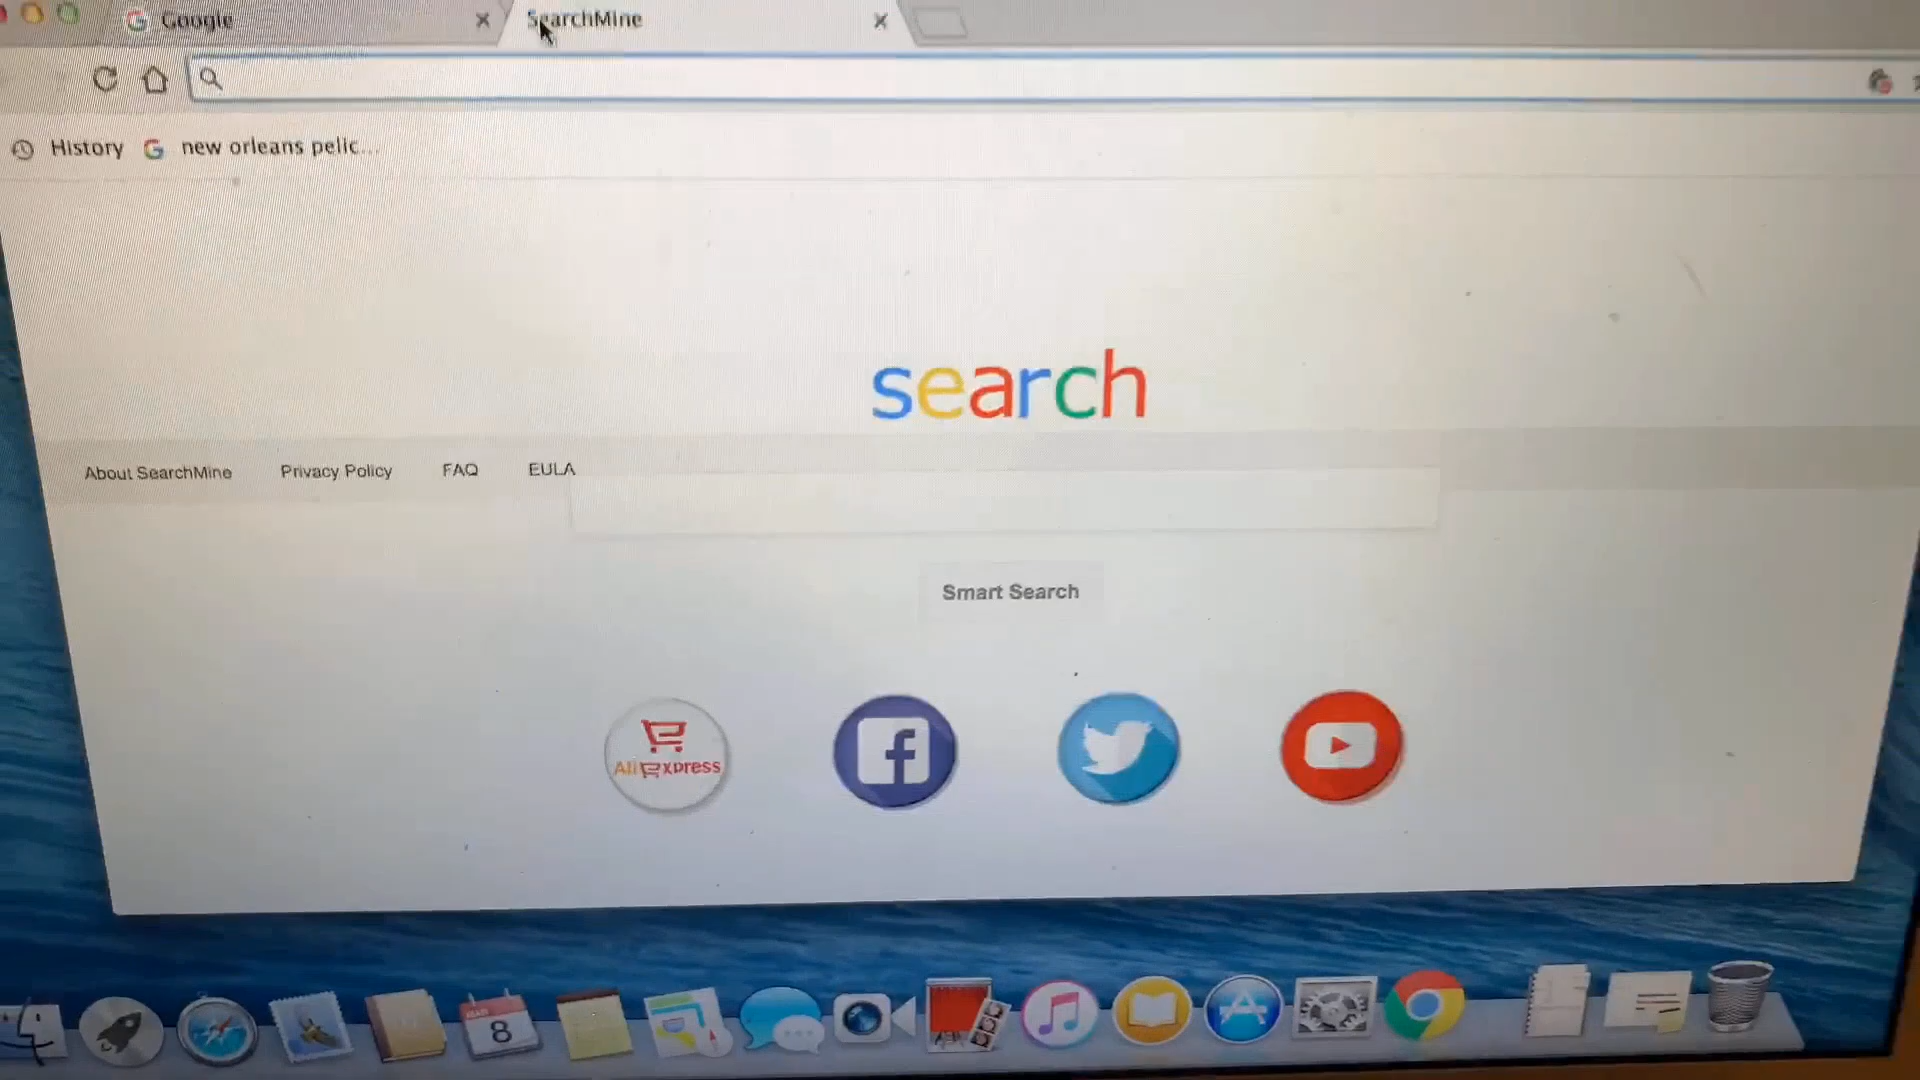 Google
SearchMine
History
new orleans pelic...
search
About SearchMine
Privacy Policy
FAQ
EULA
Smart Search
AliExpress
8